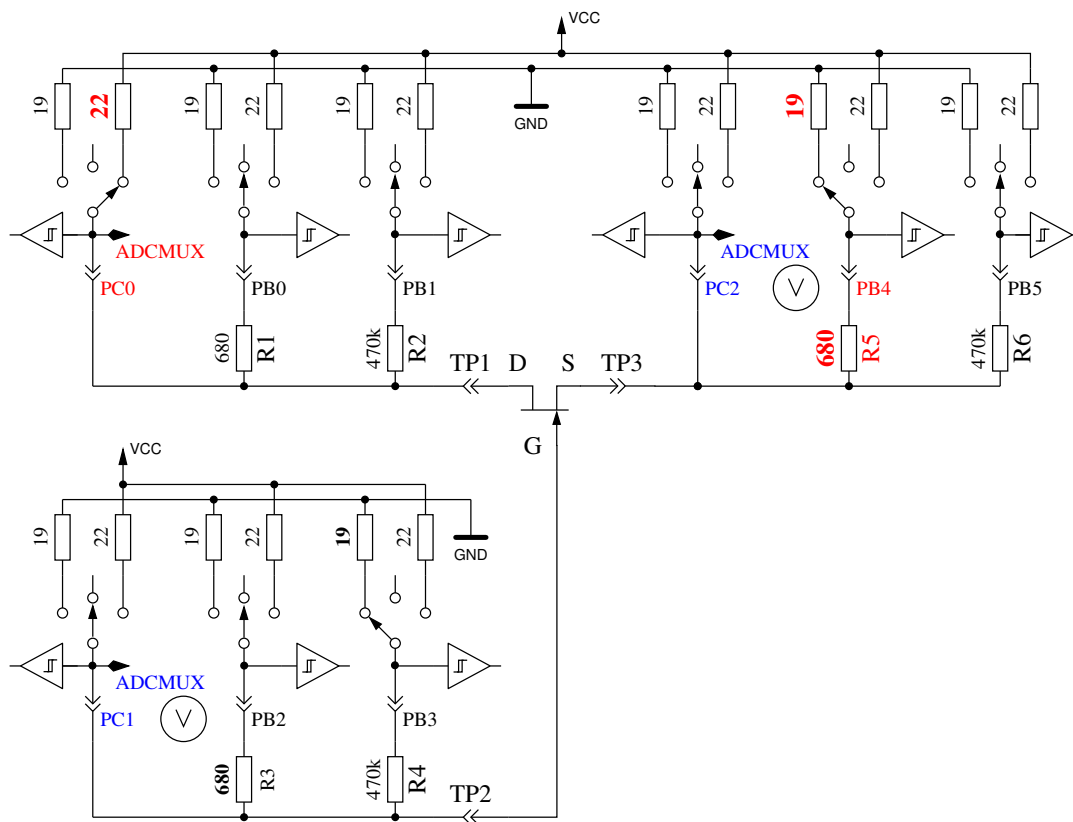 VCC
19
22
19
22
19
22
GND
19
22
19
22
19
22
ADCMUX
ADCMUX
PC0
PB0
PB1
PC2
V
PB4
PB5
680
R1
470k
R2
680
R5
470k
R6
TP1
D
S
TP3
G
VCC
19
22
19
22
19
22
GND
ADCMUX
PC1
V
PB2
PB3
680
R3
470k
R4
TP2